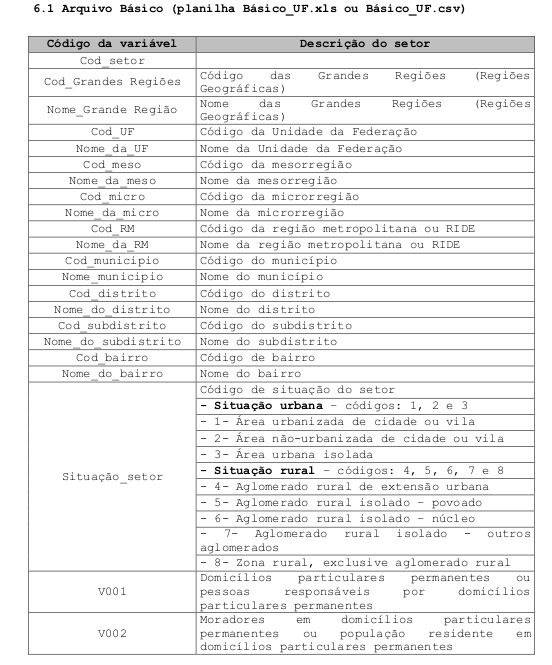 6.1 Arquivo Básico (planilha Básico_UF.xls ou Básico_UF.csv)
Código da variável Descrição do setor
Cod_setor
Cod_Grandes Regiões Código das Grandes Regiões (Regiões
Geográficas)
Nome_Grande Região Nome das Grandes Regiões (Regiões
Geográficas)
Cod_UF Código da Unidade da Federação
Nome_da_UF Nome da Unidade da Federação
Cod_meso Código da mesorregião
Nome_da_meso Nome da mesorregião
Cod_micro Código da microrregião
Nome_da_micro Nome da microrregião
Cod_RM Código da região metropolitana ou RIDE
Nome_da_RM Nome da região metropolitana ou RIDE
Cod_municipio Código do município
Nome_municipio Nome do município
Cod_distrito Código do distrito
Nome_do_distrito Nome do distrito
Cod_subdistrito Código do subdistrito
Nome_do_subdistrito Nome do subdistrito
Cod_bairro Código de bairro
Nome_do_bairro Nome do bairro
Situação_setor
Código de situação do setor
- Situação urbana – códigos: 1, 2 e 3
- 1- Área urbanizada de cidade ou vila
- 2- Área não-urbanizada de cidade ou vila
- 3- Área urbana isolada
- Situação rural – códigos: 4, 5, 6, 7 e 8
- 4- Aglomerado rural de extensão urbana
- 5- Aglomerado rural isolado – povoado
- 6- Aglomerado rural isolado – núcleo
- 7- Aglomerado rural isolado - outros
aglomerados
- 8- Zona rural, exclusive aglomerado rural
V001
Domicílios particulares permanentes ou
pessoas responsáveis por domicílios
particulares permanentes
V002
Moradores em domicílios particulares
permanentes ou população residente em
domicílios particulares permanentes